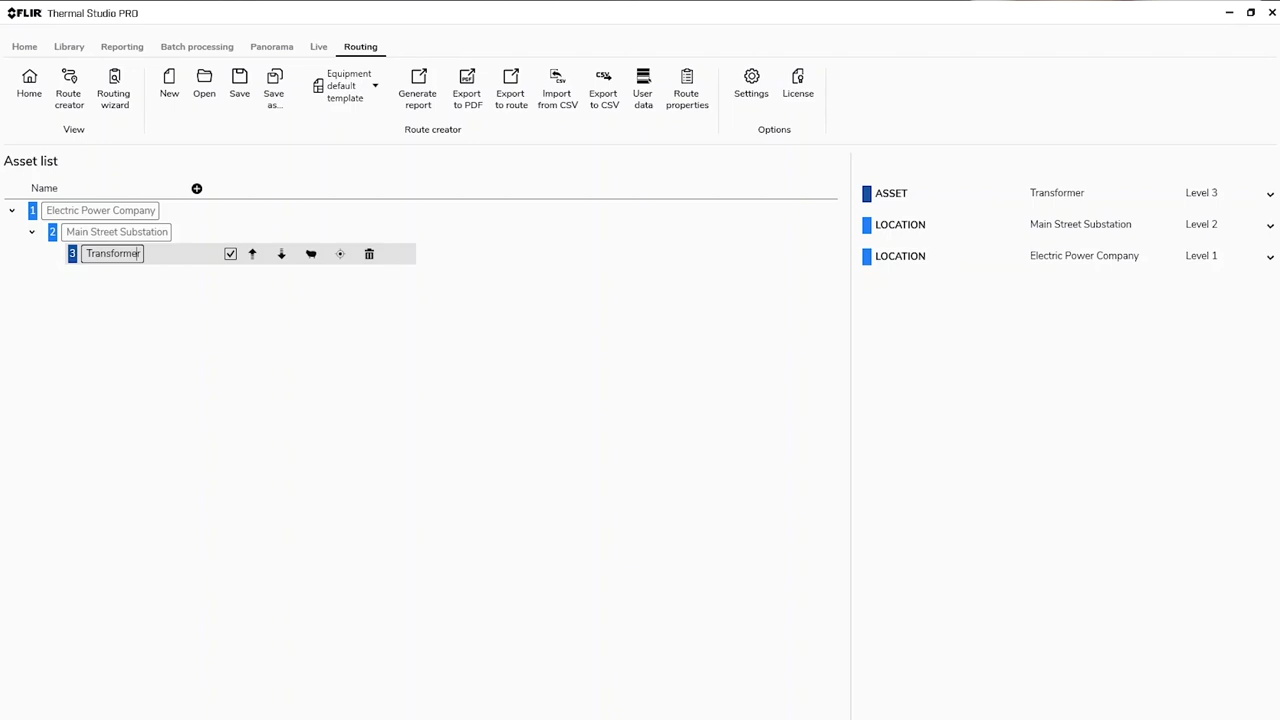 FLIR Thermal Studio PRO
Home Library Reporting Batch processing Panorama Live Routing
Home
Route creator
Routing wizard
View
New
Open
Save
Save as...
Equipment default template
Generate report
Export to PDF
Export to route
Import from CSV
Export to CSV
User data
Route properties
Route creator
Settings
License
Options
PDF
CSV
CSV
Asset list
Name
1 Electric Power Company
2 Main Street Substation
3 Transformer
ASSET Transformer Level 3
LOCATION Main Street Substation Level 2
LOCATION Electric Power Company Level 1